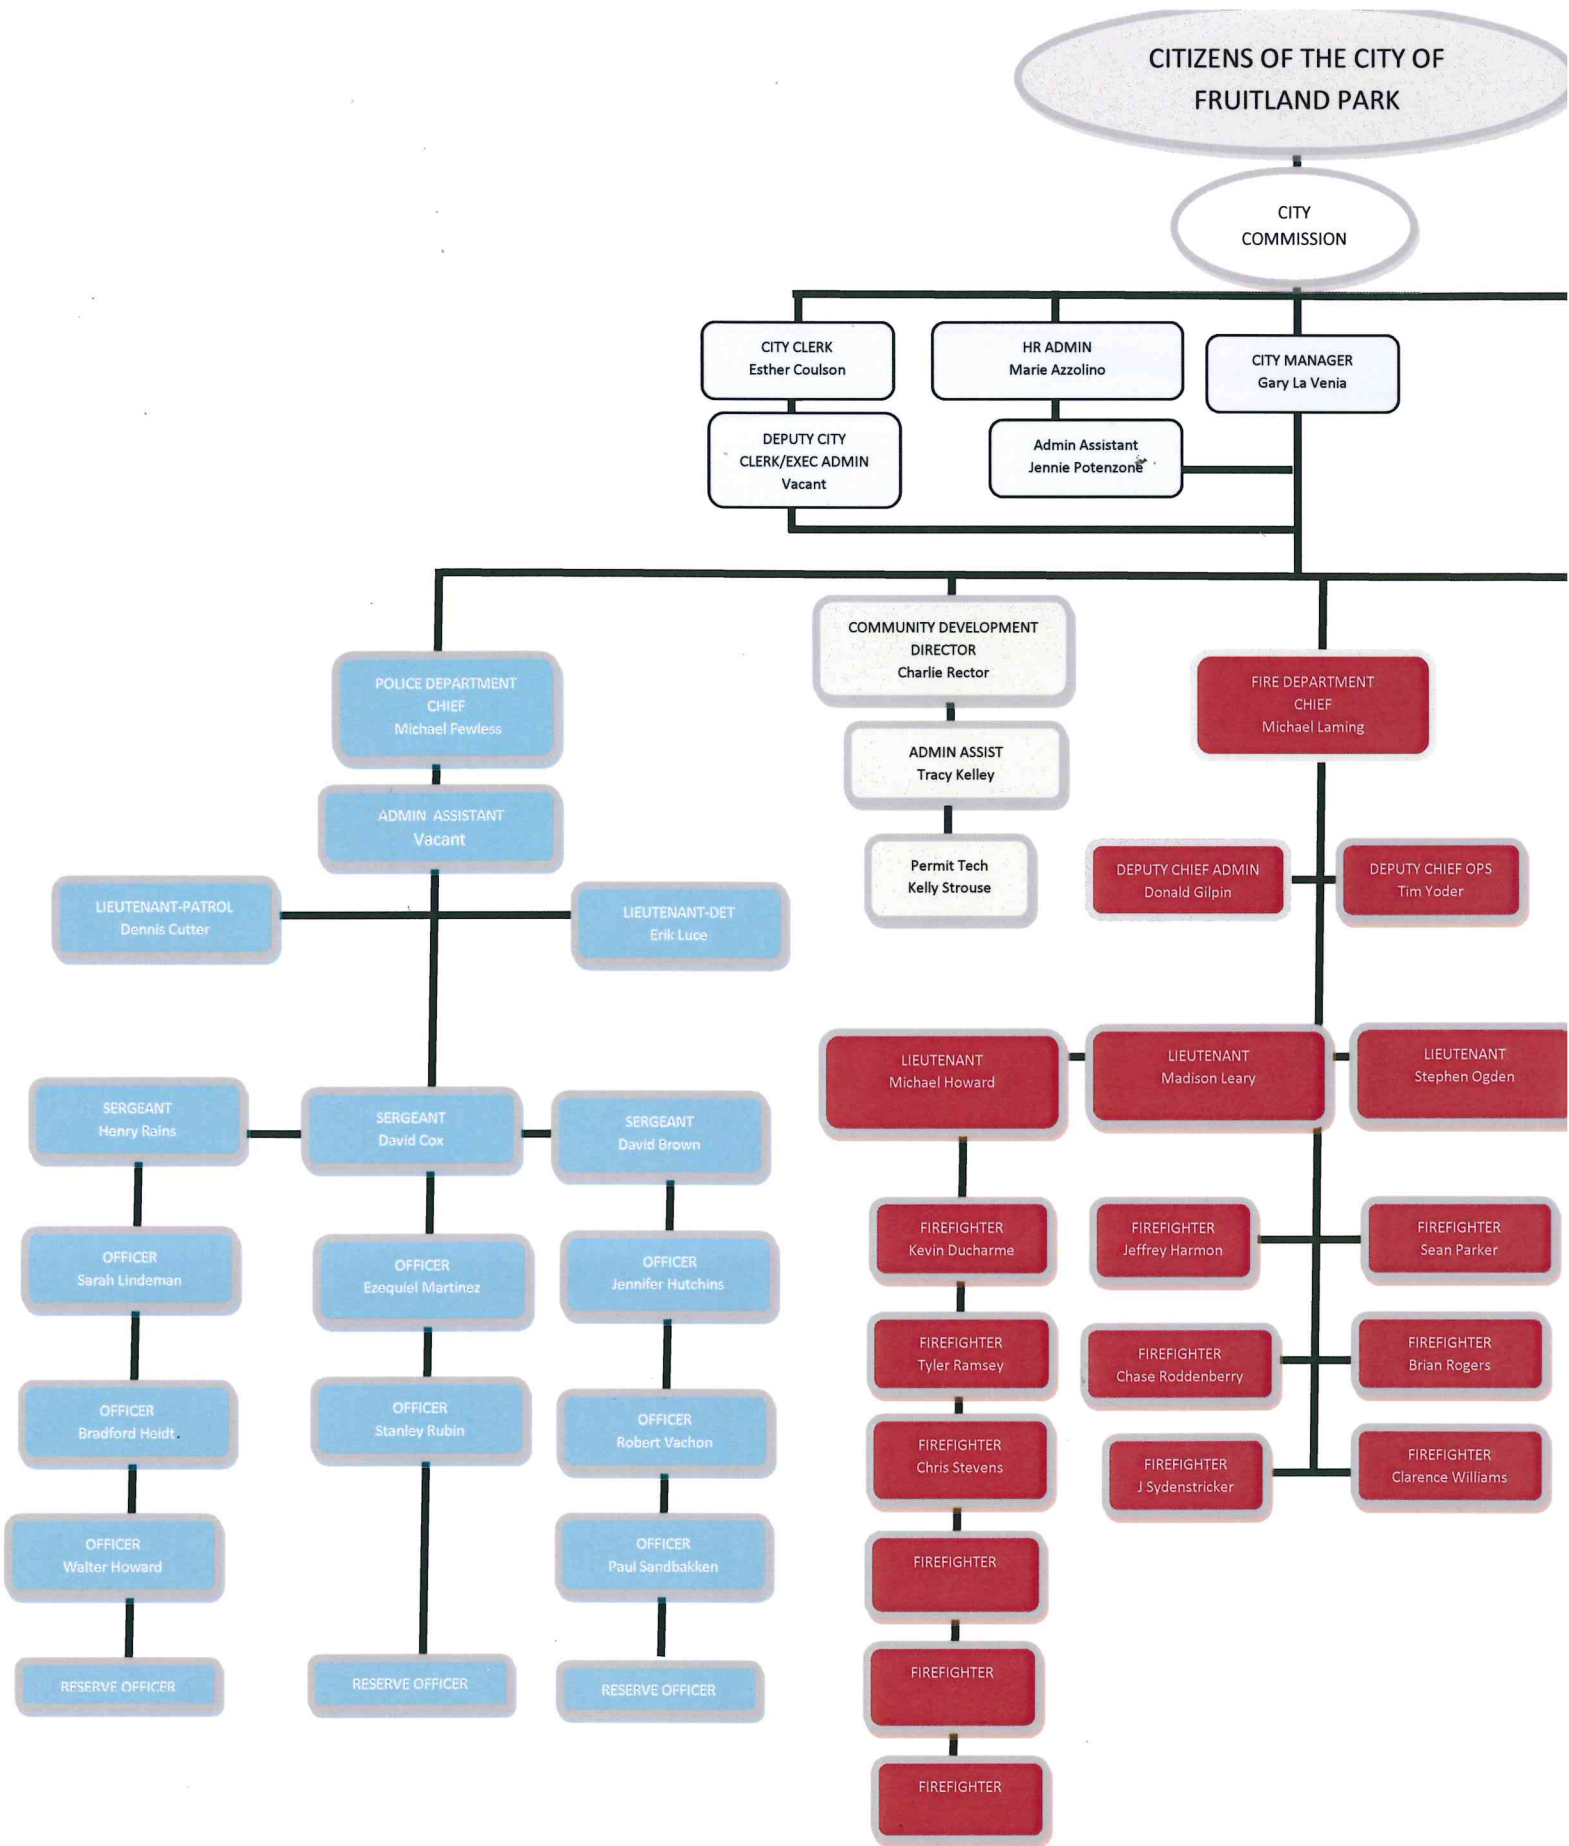 CITIZENS OF THE CITY OF
FRUITLAND PARK
CITY
COMMISSION
CITY CLERK
Esther Coulson
HR ADMIN
Marie Azzolino
CITY MANAGER
Gary La Venia
DEPUTY CITY
CLERK/EXEC ADMIN
Vacant
Admin Assistant
Jennie Potenzone
POLICE DEPARTMENT
CHIEF
Michael Fewless
COMMUNITY DEVELOPMENT
DIRECTOR
Charlie Rector
FIRE DEPARTMENT
CHIEF
Michael Laming
ADMIN ASSISTANT
Vacant
ADMIN ASSIST
Tracy Kelley
Permit Tech
Kelly Strouse
LIEUTENANT-PATROL
Dennis Cutter
LIEUTENANT-DET
Erik Luce
DEPUTY CHIEF ADMIN
Donald Gilpin
DEPUTY CHIEF OPS
Tim Yoder
LIEUTENANT
Michael Howard
LIEUTENANT
Madison Leary
LIEUTENANT
Stephen Ogden
SERGEANT
Henry Rains
SERGEANT
David Cox
SERGEANT
David Brown
OFFICER
Sarah Lindeman
OFFICER
Ezequiel Martinez
OFFICER
Jennifer Hutchins
FIREFIGHTER
Kevin Ducharme
FIREFIGHTER
Jeffrey Harmon
FIREFIGHTER
Sean Parker
FIREFIGHTER
Tyler Ramsey
FIREFIGHTER
Chase Roddenberry
FIREFIGHTER
Brian Rogers
OFFICER
Bradford Heidt
OFFICER
Stanley Rubin
OFFICER
Robert Vachon
FIREFIGHTER
Chris Stevens
FIREFIGHTER
J Sydenstricker
FIREFIGHTER
Clarence Williams
OFFICER
Walter Howard
OFFICER
Paul Sandbakken
FIREFIGHTER
FIREFIGHTER
RESERVE OFFICER
RESERVE OFFICER
RESERVE OFFICER
FIREFIGHTER